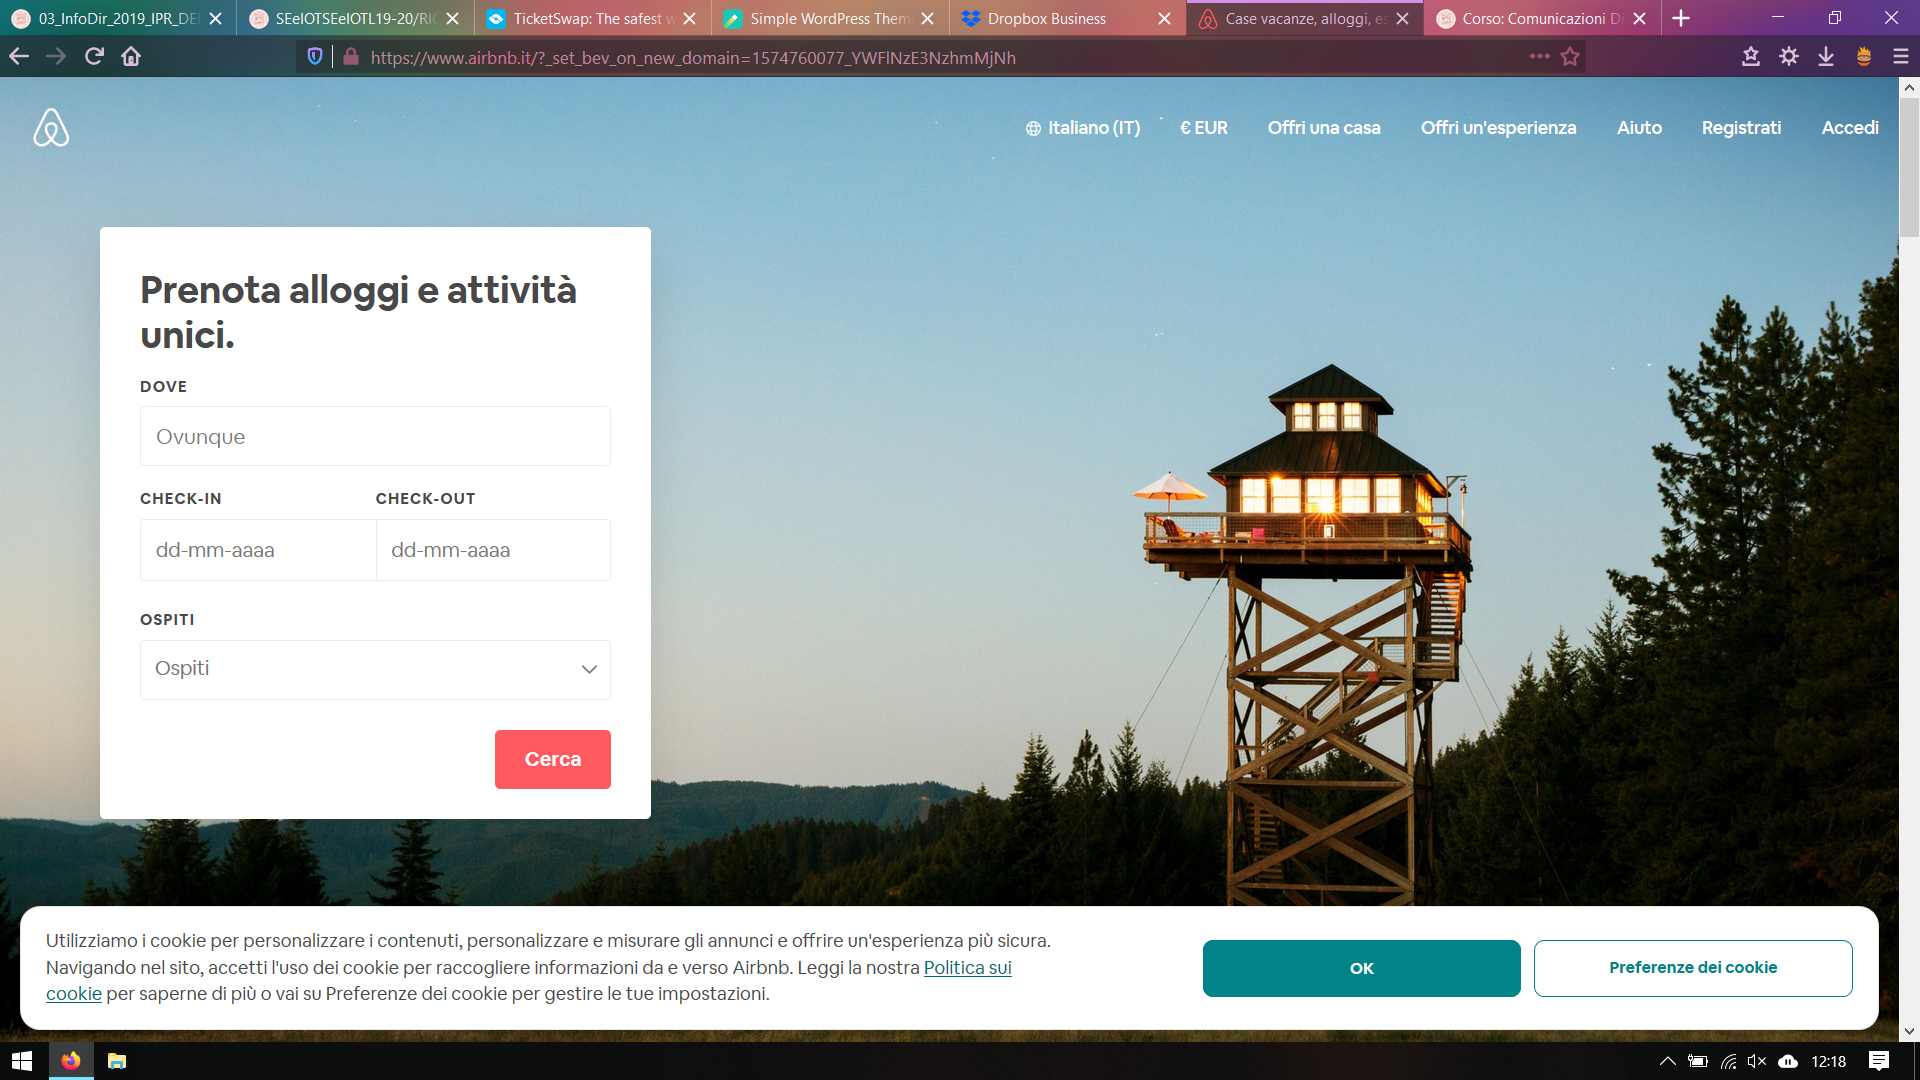 03_InfoDir_2019_IPR_DEF
SEeIOTSEeIOTL19-20/RIC
TicketSwap: The safest w
Simple WordPress Them
Dropbox Business
Case vacanze, alloggi, es
Corso: Comunicazioni Di
https://www.airbnb.it/?_set_bev_on_new_domain=1574760077_YWFlNzE3NzhmMjNh
Italiano (IT)
€ EUR
Offri una casa
Offri un'esperienza
Aiuto
Registrati
Accedi
Prenota alloggi e attività
unici.
DOVE
Ovunque
CHECK-IN
CHECK-OUT
dd-mm-aaaa
dd-mm-aaaa
OSPITI
Ospiti
Cerca
Utilizziamo i cookie per personalizzare i contenuti, personalizzare e misurare gli annunci e offrire un'esperienza più sicura.
Navigando nel sito, accetti l'uso dei cookie per raccogliere informazioni da e verso Airbnb. Leggi la nostra Politica sui
cookie per saperne di più o vai su Preferenze dei cookie per gestire le tue impostazioni.
OK
Preferenze dei cookie
12:18